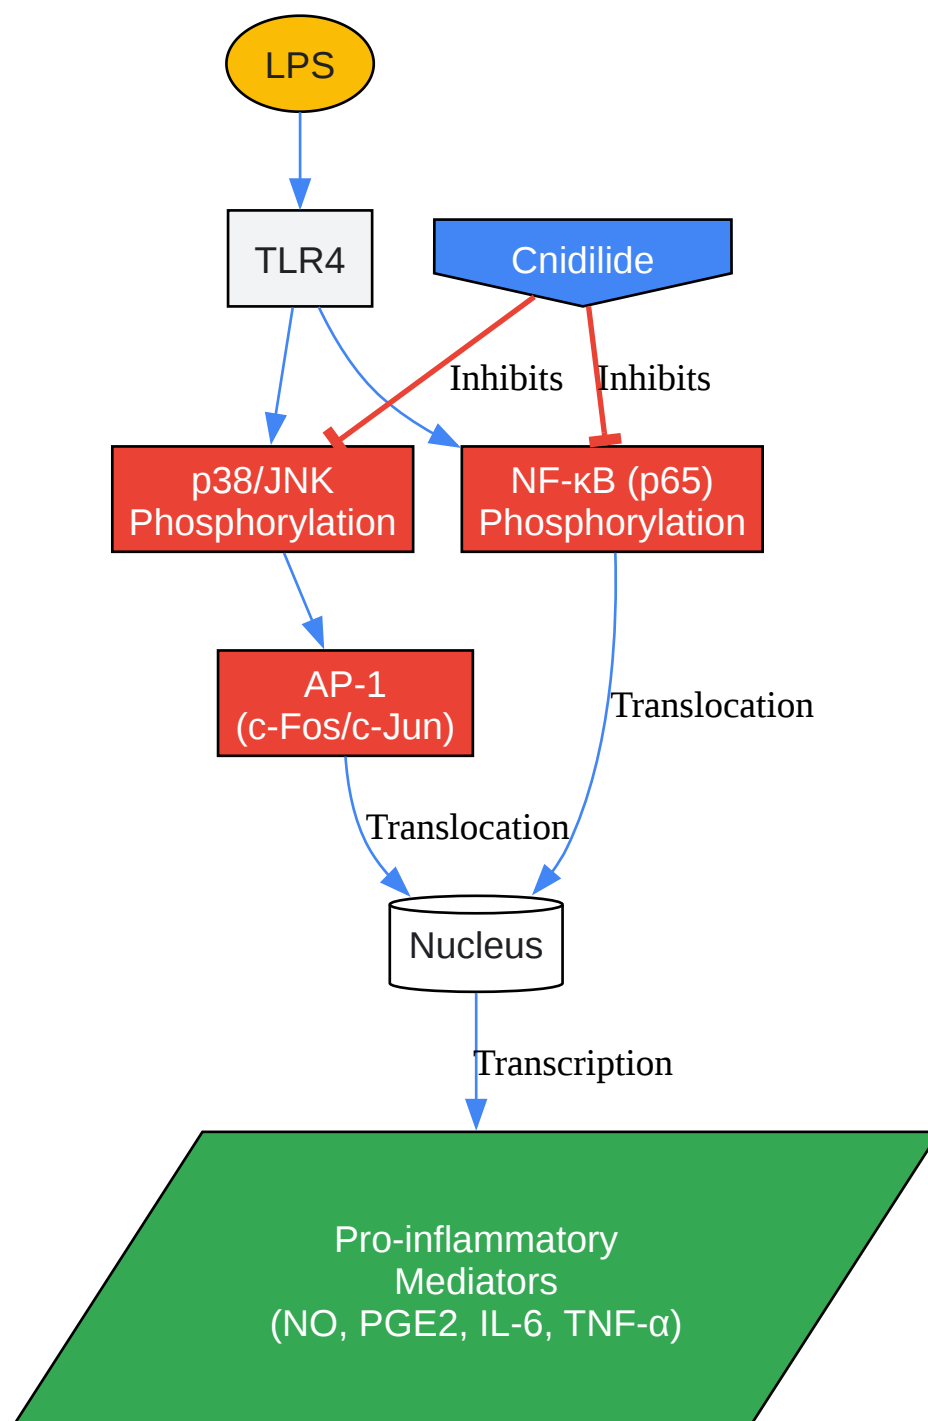 LPS
TLR4
Cnidilide
Inhibits
Inhibits
p38/JNK
Phosphorylation
NF-κB (p65)
Phosphorylation
AP-1
(c-Fos/c-Jun)
Translocation
Translocation
Nucleus
Transcription
Pro-inflammatory
Mediators
(NO, PGE2, IL-6, TNF-α)